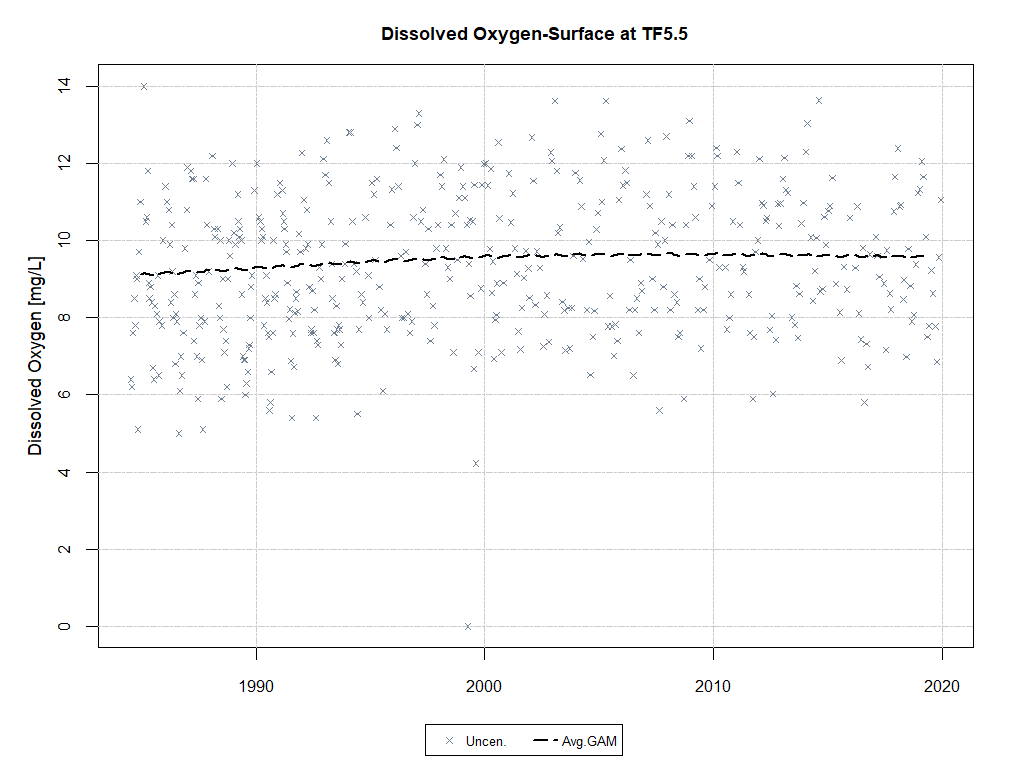 Dissolved Oxygen-Surface at TF5.5
Dissolved Oxygen [mg/L]
14
12
10
8
6
4
2
0
1990 2000 2010 2020
Uncen. Avg.GAM